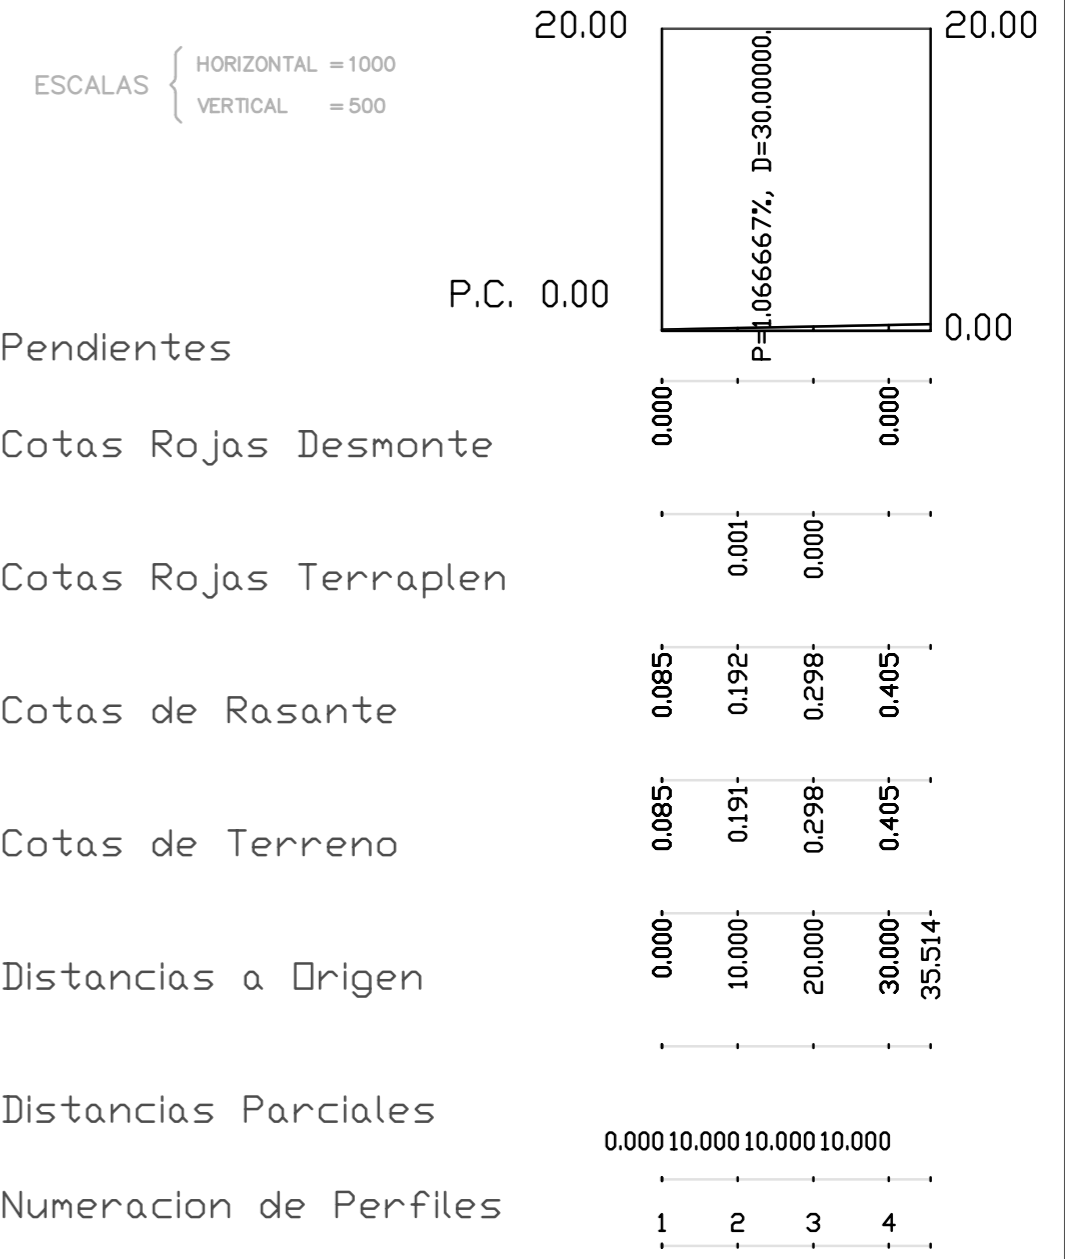 20.00 20.00
ESCALAS HORIZONTAL = 1000
VERTICAL = 500
P=1.066667%, D=30.00000.
P.C. 0.00
0.00
Pendientes
Cotas Rojas Desmonte 0.000 0.000
Cotas Rojas Terraplen 0.001 0.000
Cotas de Rasante 0.085 0.192 0.298 0.405
Cotas de Terreno 0.085 0.191 0.298 0.405
Distancias a Origen 0.000 10.000 20.000 30.000 35.514
Distancias Parciales 0.000 10.000 10.000 10.000
Numeracion de Perfiles 1 2 3 4